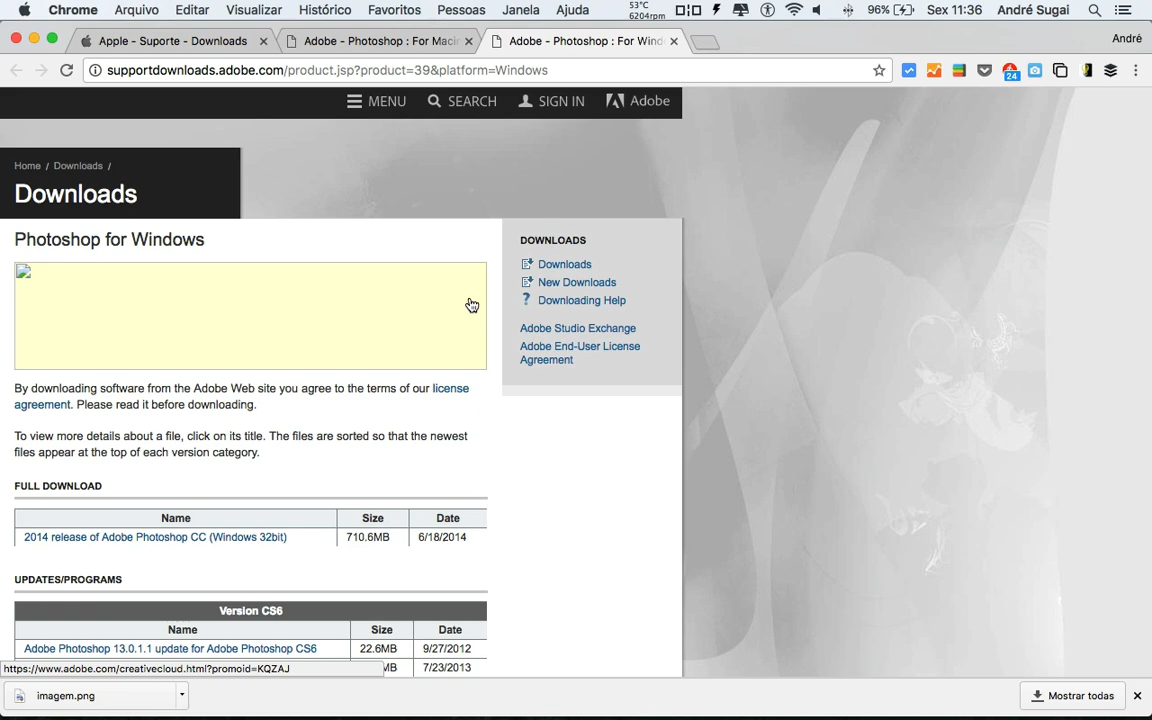 Chrome Arquivo Editar Visualizar Histórico Favoritos Pessoas Janela Ajuda 53°C 6204rpm 96% Sex 11:36 André Sugai
Apple - Suporte - Downloads Adobe - Photoshop : For Macin Adobe - Photoshop : For Wind André
supportdownloads.adobe.com/product.jsp?product=39&platform=Windows 24
MENU SEARCH SIGN IN Adobe
Home / Downloads /
Downloads
Photoshop for Windows
By downloading software from the Adobe Web site you agree to the terms of our license
agreement. Please read it before downloading.
To view more details about a file, click on its title. The files are sorted so that the newest
files appear at the top of each version category.
FULL DOWNLOAD
Name Size Date
2014 release of Adobe Photoshop CC (Windows 32bit) 710.6MB 6/18/2014
UPDATES/PROGRAMS
Version CS6
Name Size Date
Adobe Photoshop 13.0.1.1 update for Adobe Photoshop CS6 22.6MB 9/27/2012
MB 7/23/2013
DOWNLOADS
Downloads
New Downloads
? Downloading Help
Adobe Studio Exchange
Adobe End-User License
Agreement
https://www.adobe.com/creativecloud.html?promoid=KQZAJ
imagem.png Mostrar todas